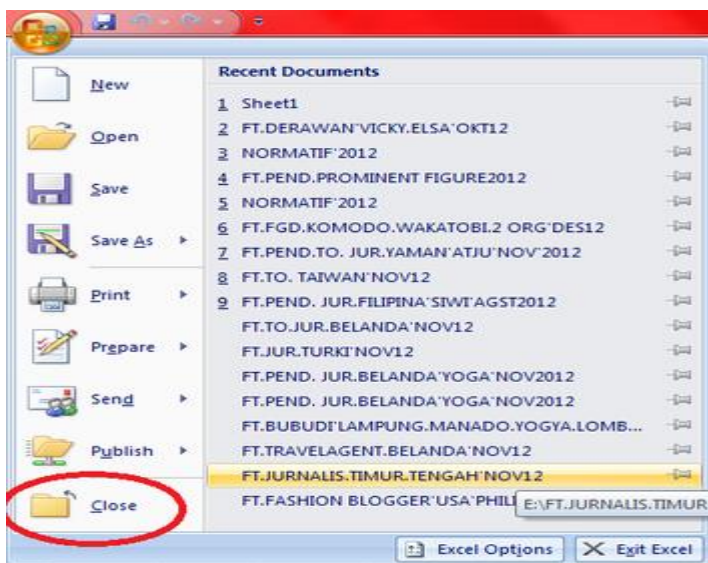 New
Open
Save
Save As
Print
Prepare
Send
Publish
Close
Recent Documents
1 Sheet1
2 FT.DERAWAN'VICKY.ELSA'OKT12
3 NORMATIF'2012
4 FT.PEND.PROMINENT FIGURE2012
5 NORMATIF'2012
6 FT.FGD.KOMODO.WAKATOBI.2 ORG'DES12
7 FT.PEND.TO. JUR.YAMAN'ATJU'NOV'2012
8 FT.TO. TAIWAN'NOV12
9 FT.PEND. JUR.FILIPINA'SIWI'AGST2012
FT.TO.JUR.BELANDA'NOV12
FT.JUR.TURKI'NOV12
FT.PEND. JUR.BELANDA'YOGA'NOV2012
FT.PEND. JUR.BELANDA'YOGA'NOV2012
FT.BUBUDI'LAMPUNG.MANADO.YOGYA.LOMB...
FT.TRAVELAGENT.BELANDA'NOV12
FT.JURNALIS.TIMUR.TENGAH'NOV12
FT.FASHION BLOGGER'USA'PHILI
E:\FT.JURNALIS.TIMUR
Excel Options
Exit Excel